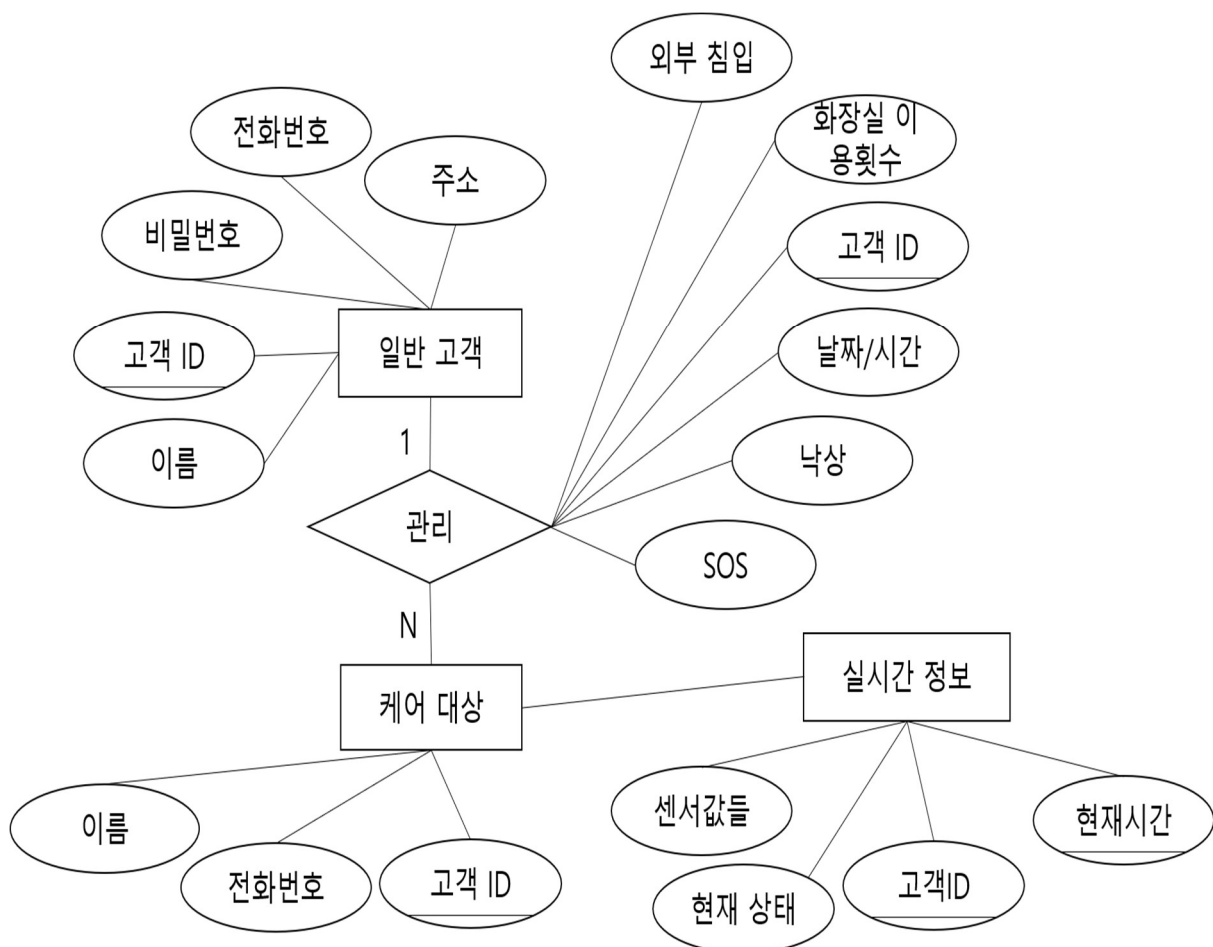 외부 침입
화장실 이
용횟수
전화번호
주소
비밀번호
고객 ID
고객 ID
일반 고객
날짜/시간
이름
1
낙상
관리
SOS
N
케어 대상
실시간 정보
이름
전화번호
고객 ID
센서값들
현재 상태
고객ID
현재시간